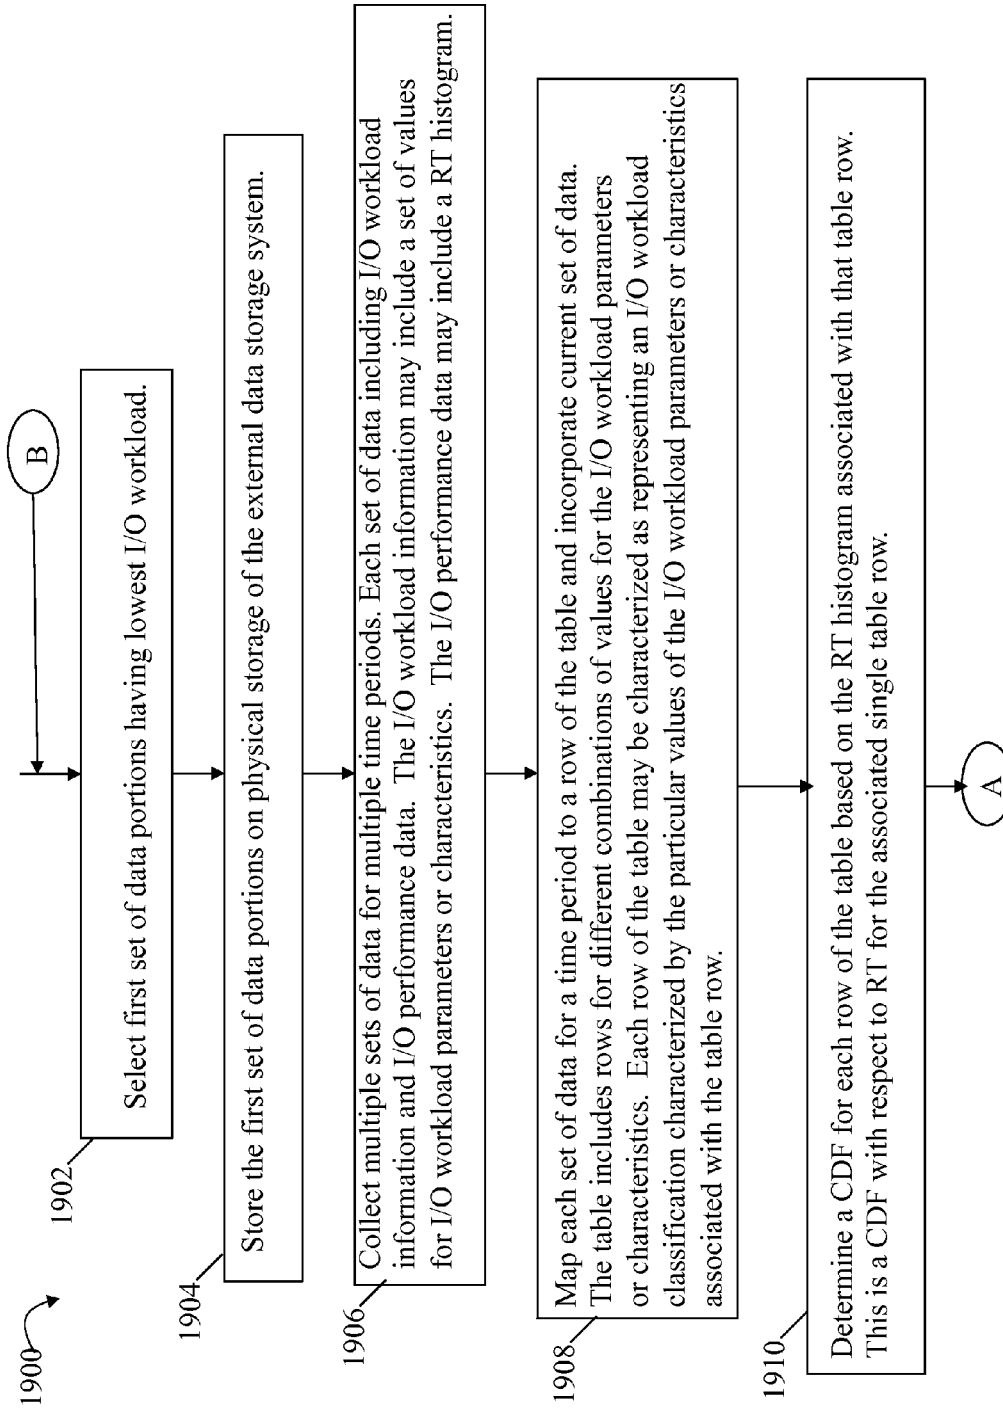 1900
B
1902
Select first set of data portions having lowest I/O workload.
1904
Store the first set of data portions on physical storage of the external data storage system.
1906
Collect multiple sets of data for multiple time periods. Each set of data including I/O workload
information and I/O performance data. The I/O workload information may include a set of values
for I/O workload parameters or characteristics. The I/O performance data may include a RT histogram.
1908
Map each set of data for a time period to a row of the table and incorporate current set of data.
The table includes rows for different combinations of values for the I/O workload parameters
or characteristics. Each row of the table may be characterized as representing an I/O workload
classification characterized by the particular values of the I/O workload parameters or characteristics
associated with the table row.
1910
Determine a CDF for each row of the table based on the RT histogram associated with that table row.
This is a CDF with respect to RT for the associated single table row.
A